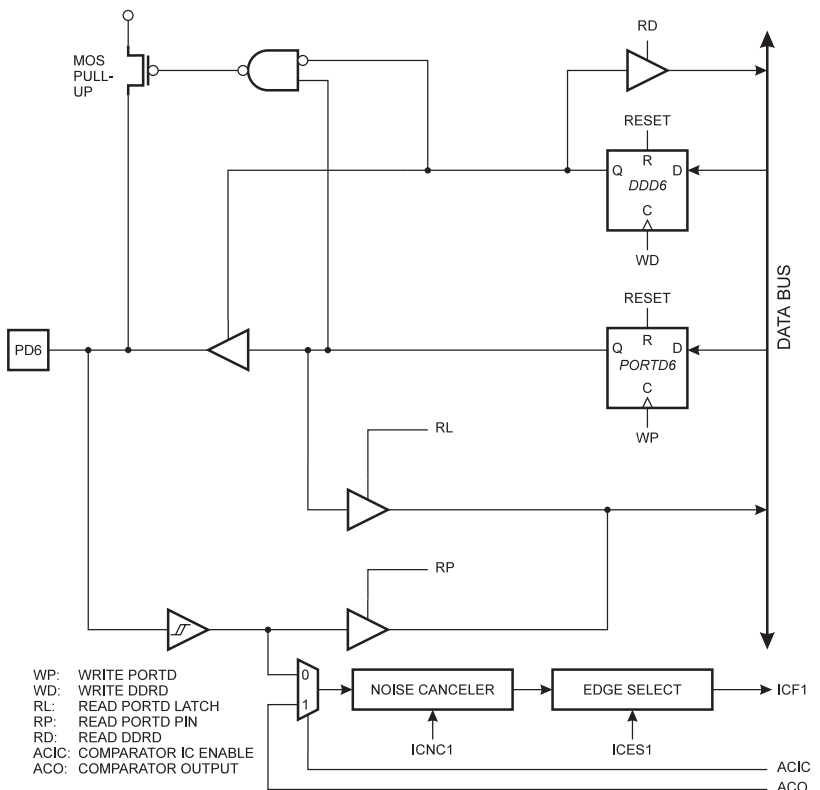 RD
MOS
PULL-
UP
RESET
R
Q
D
DDD6
C
WD
DATA BUS
RESET
R
Q
D
PORTD6
C
WP
PD6
RL
RP
0
1
NOISE CANCELER
EDGE SELECT
ICF1
ICNC1
ICES1
ACIC
ACO
WP: WRITE PORTD
WD: WRITE DDRD
RL: READ PORTD LATCH
RP: READ PORTD PIN
RD: READ DDRD
ACIC: COMPARATOR IC ENABLE
ACO: COMPARATOR OUTPUT